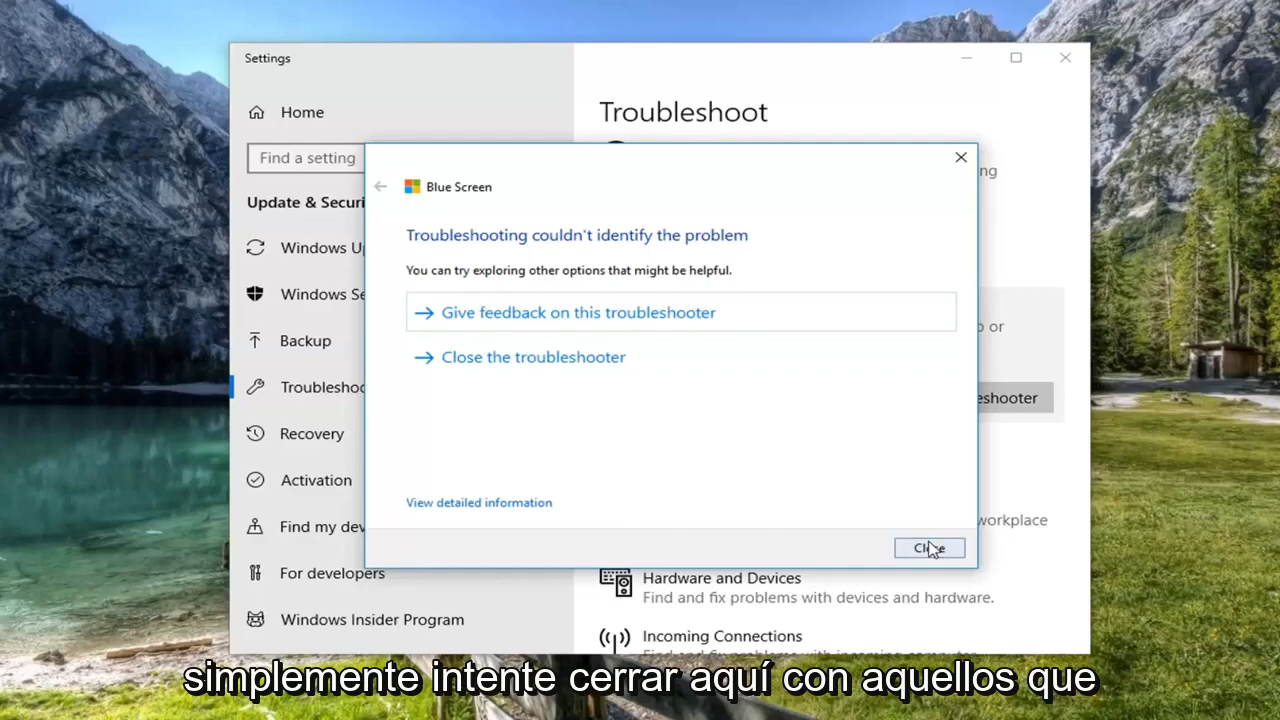 Settings
Home
Find a setting
Update & Securi
Windows Up
Windows Se
Backup
Troubleshoo
Recovery
Activation
Find my dev
For developers
Windows Insider Program
Troubleshoot
ng
Blue Screen
Troubleshooting couldn't identify the problem
You can try exploring other options that might be helpful.
Give feedback on this troubleshooter
Close the troubleshooter
View detailed information
Close
or
eshooter
workplace
Hardware and Devices
Find and fix problems with devices and hardware.
Incoming Connections
simplemente intente cerrar aquí con aquellos que